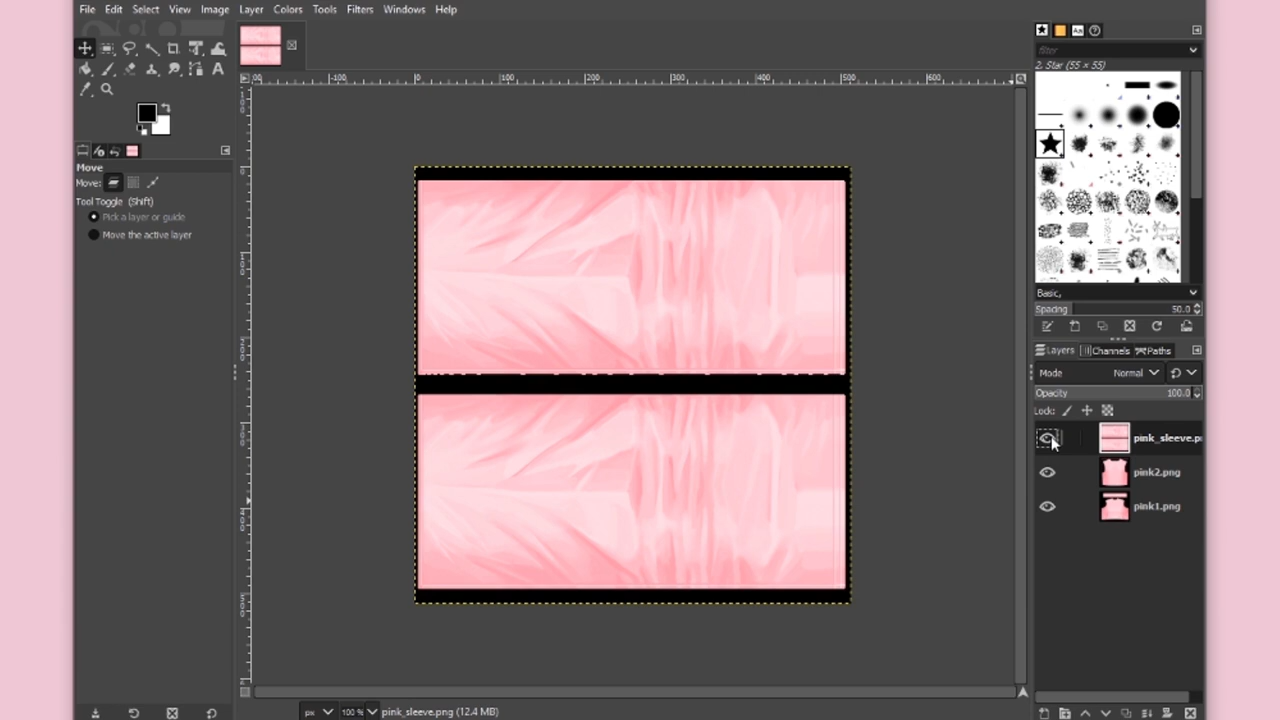 File Edit Select View Image Layer Colors Tools Filters Windows Help
filter
2. Star (55 × 55)
-100 0 100 200 300 400 500 600
Move
Move:
Tool Toggle (Shift)
Pick a layer or guide
Move the active layer
Basic,
Spacing 50.0
Layers Channels Paths
Mode Normal
Opacity 100.0
Lock:
pink_sleeve.p
pink2.png
pink1.png
px 100 % pink_sleeve.png (12.4 MB)